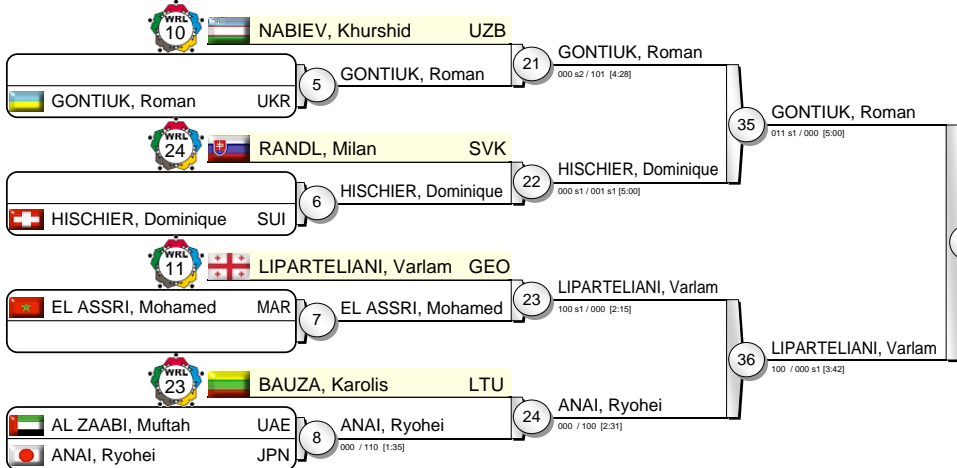 WRL
10
NABIEV, Khurshid UZB
5
GONTIUK, Roman
GONTIUK, Roman UKR
21
GONTIUK, Roman
000 s2 / 101 [4:28]
WRL
24
RANDL, Milan SVK
6
HISCHIER, Dominique
HISCHIER, Dominique SUI
22
HISCHIER, Dominique
000 s1 / 001 s1 [5:00]
35
GONTIUK, Roman
011 s1 / 000 [5:00]
WRL
11
LIPARTELIANI, Varlam GEO
EL ASSRI, Mohamed MAR
7
EL ASSRI, Mohamed
23
LIPARTELIANI, Varlam
100 s1 / 000 [2:15]
WRL
23
BAUZA, Karolis LTU
AL ZAABI, Muftah UAE
8
ANAI, Ryohei
000 / 110 [1:35]
ANAI, Ryohei JPN
24
ANAI, Ryohei
000 / 100 [2:31]
36
LIPARTELIANI, Varlam
100 / 000 s1 [3:42]